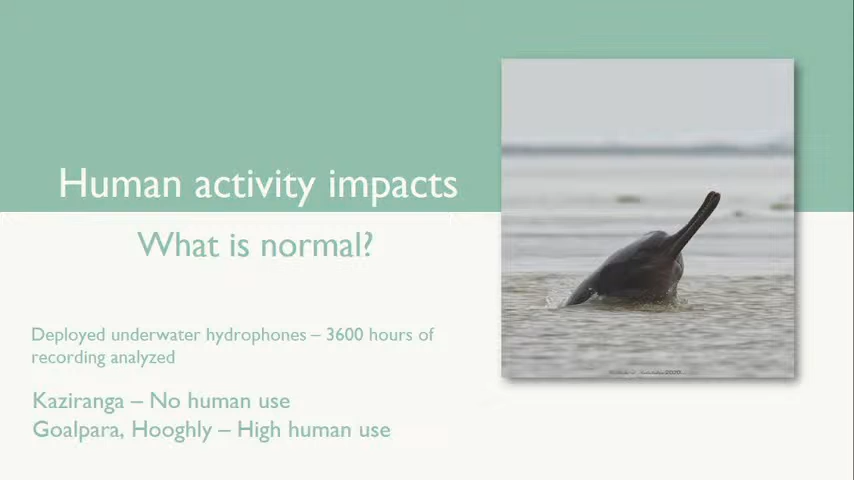 Human activity impacts
What is normal?
Deployed underwater hydrophones – 3600 hours of
recording analyzed
Kaziranga – No human use
Goalpara, Hooghly – High human use